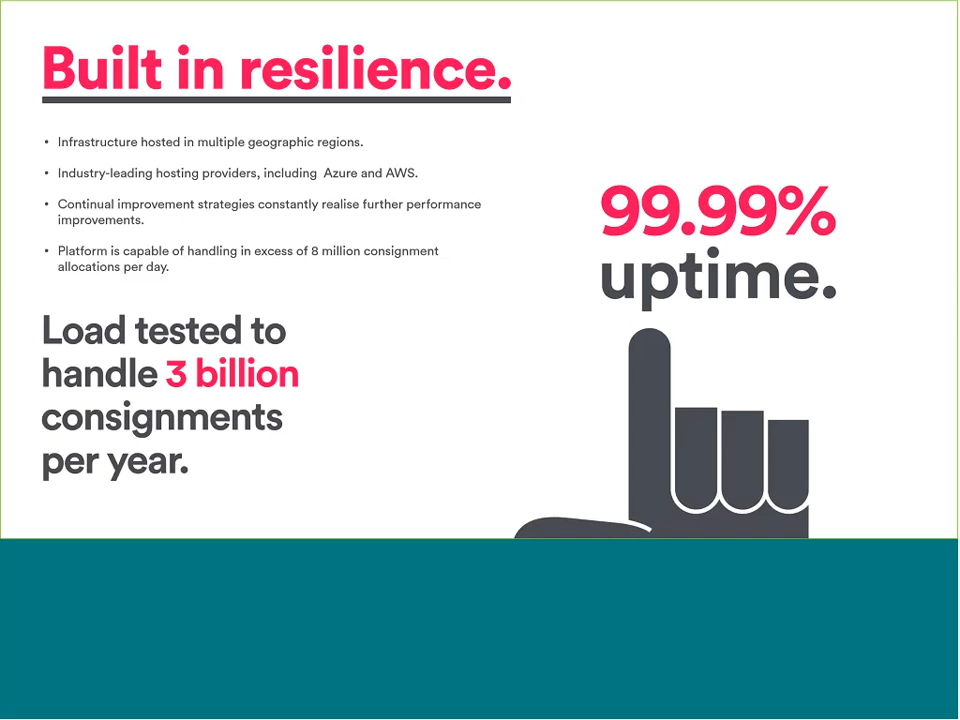 Built in resilience.
• Infrastructure hosted in multiple geographic regions.
• Industry-leading hosting providers, including  Azure and AWS.
• Continual improvement strategies constantly realise further performance
improvements.
• Platform is capable of handling in excess of 8 million consignment
allocations per day.
99.99%
uptime.
Load tested to
handle 3 billion
consignments
per year.